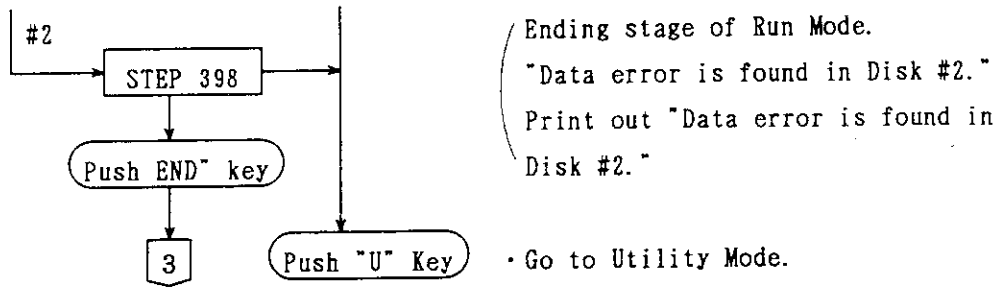 #2
STEP 398
Push END" key
3
Push "U" Key
Ending stage of Run Mode.
"Data error is found in Disk #2."
Print out "Data error is found in
Disk #2."
・Go to Utility Mode.